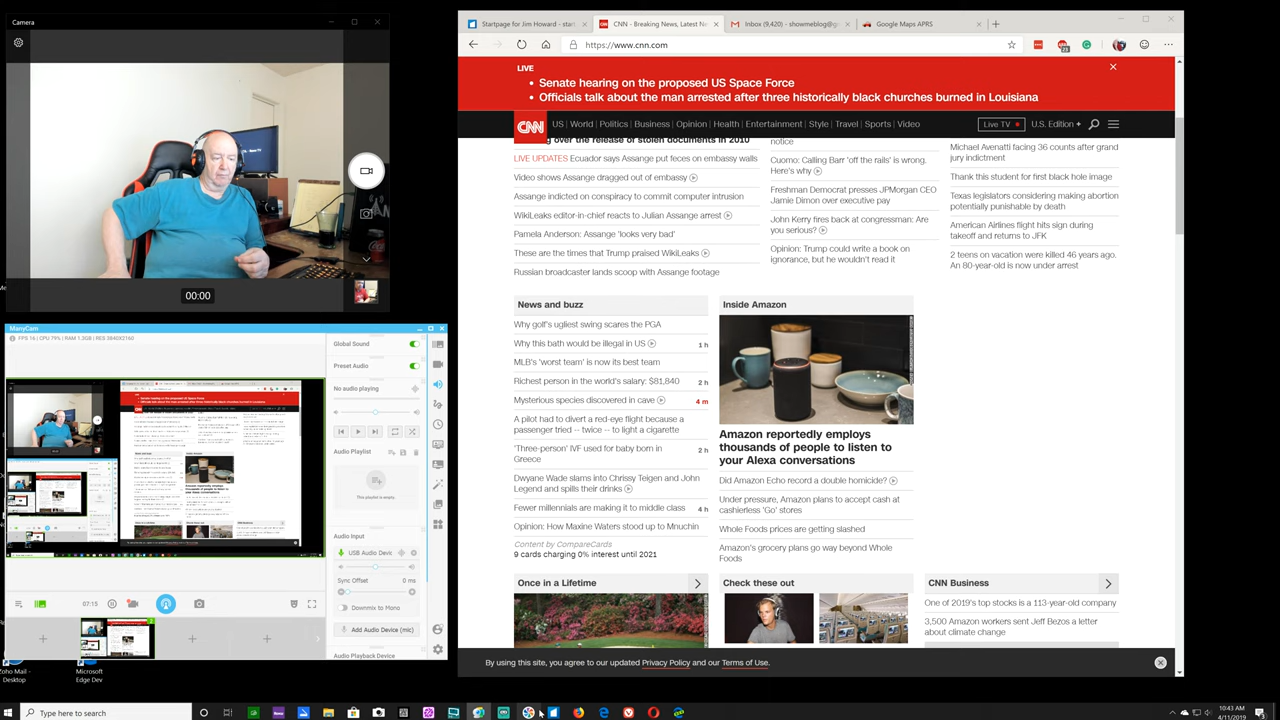 Camera
00:00
ManyCam
FPS 16 | CPU 79% | RAM 1.2GB | RES 3840X2160
Global Sound
Preset Audio
No audio playing
Audio Playlist
This playlist is empty.
Audio Input
USB Audio Devic
Sync Offset
0 ms
Downmix to Mono
Add Audio Device (mic)
Audio Playback Device
07:15
Zoho Mail -
Desktop
Microsoft
Edge Dev
Startpage for Jim Howard - start
CNN - Breaking News, Latest Ne
Inbox (9,420) - showmeblog@g
Google Maps APRS
https://www.cnn.com
LIVE
• Senate hearing on the proposed US Space Force
• Officials talk about the man arrested after three historically black churches burned in Louisiana
CNN
US World Politics Business Opinion Health Entertainment Style Travel Sports Video
Live TV
U.S. Edition +
over the release of stolen documents in 2010
LIVE UPDATES Ecuador says Assange put feces on embassy walls
Video shows Assange dragged out of embassy
Assange indicted on conspiracy to commit computer intrusion
WikiLeaks editor-in-chief reacts to Julian Assange arrest
Pamela Anderson: Assange 'looks very bad'
These are the times that Trump praised WikiLeaks
Russian broadcaster lands scoop with Assange footage
notice
Cuomo: Calling Barr 'off the rails' is wrong.
Here's why
Freshman Democrat presses JPMorgan CEO
Jamie Dimon over executive pay
John Kerry fires back at congressman: Are
you serious?
Opinion: Trump could write a book on
ignorance, but he wouldn't read it
Michael Avenatti facing 36 counts after grand
jury indictment
Thank this student for first black hole image
Texas legislators considering making abortion
potentially punishable by death
American Airlines flight hits sign during
takeoff and returns to JFK
2 teens on vacation were killed 46 years ago.
An 80-year-old is now under arrest
News and buzz
Why golf's ugliest swing scares the PGA
Why this bath would be illegal in US
1 h
MLB's 'worst team' is now its best team
Richest person in the world's salary: $81,840
2 h
Mysterious species discovered in cave
4 m
A pilot had to divert a red-eye flight because a
passenger tried -- twice -- to light a cigarette
'Three-person' IVF used for baby born in
Greece
2 h
Dwyane Wade slams into Chrissy Teigen and John
Legend and spills their drinks
Fewer millennials are making it to middle class
4 h
Opinion: How Maxine Waters stood up to Mnuchin
Content by CompareCards
9 cards charging 0% interest until 2021
Inside Amazon
Amazon reportedly employs
thousands of people to listen to
your Alexa conversations
Did Amazon Echo record a double homicide?
Under pressure, Amazon plans to accept cash at
cashierless 'Go' stores
Whole Foods prices are getting slashed
Amazon's grocery plans go way beyond Whole
Foods
Once in a Lifetime
Check these out
CNN Business
One of 2019's top stocks is a 113-year-old company
3,500 Amazon workers sent Jeff Bezos a letter
about climate change
By using this site, you agree to our updated Privacy Policy and our Terms of Use.
Type here to search
10:43 AM
4/11/2019